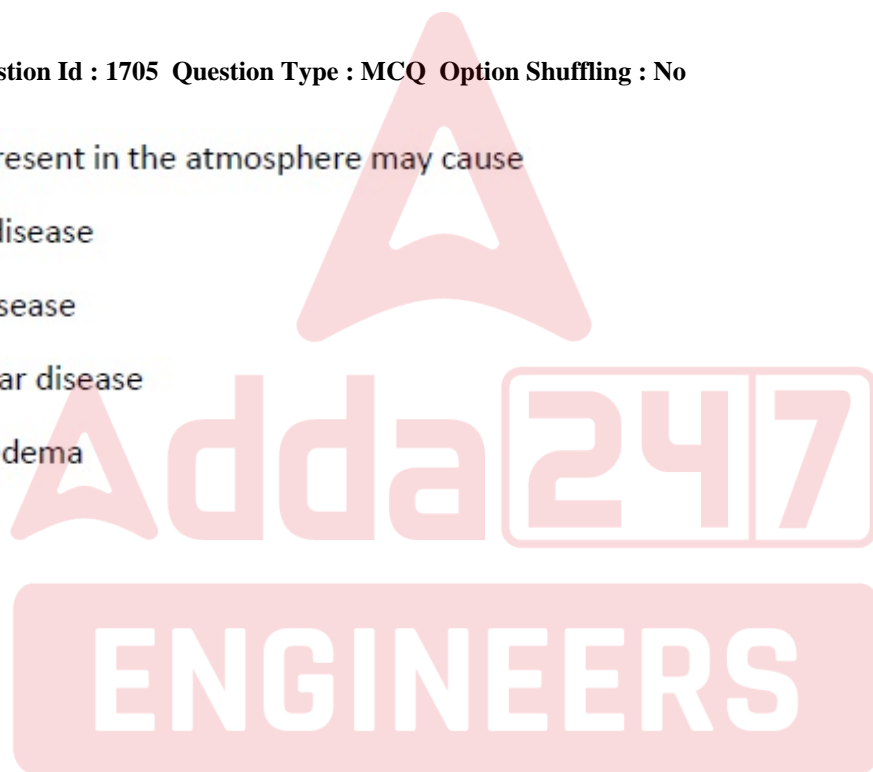 stion Id : 1705 Question Type : MCQ Option Shuffling : No
resent in the atmosphere may cause
disease
sease
ar disease
dema
Adda247
ENGINEERS